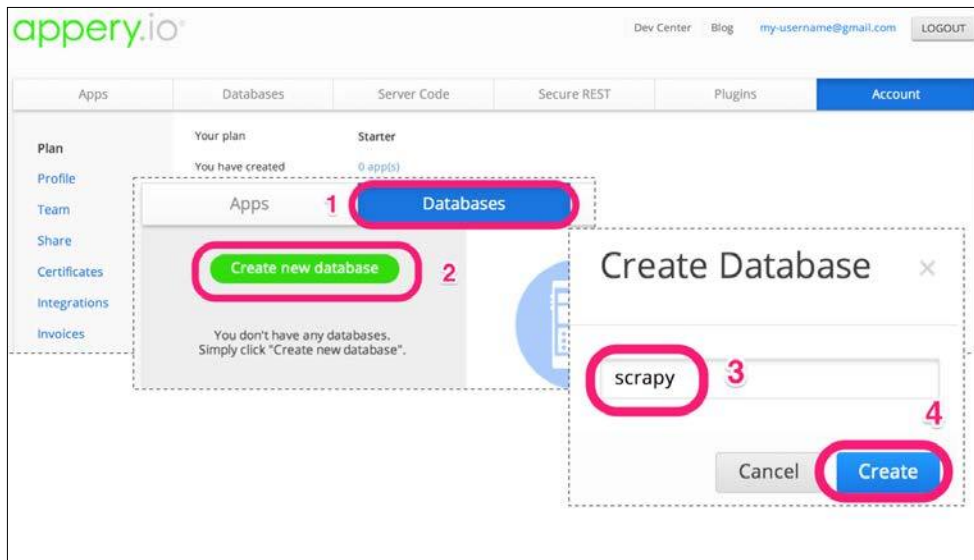 appery.io
Dev Center Blog my-username@gmail.com LOGOUT
Apps Databases Server Code Secure REST Plugins Account
Plan
Profile
Team
Share
Certificates
Integrations
Invoices
Your plan Starter
You have created 0 app(s)
Apps 1 Databases
Create new database 2
You don't have any databases.
Simply click "Create new database".
Create Database ×
scrapy 3
4
Cancel Create